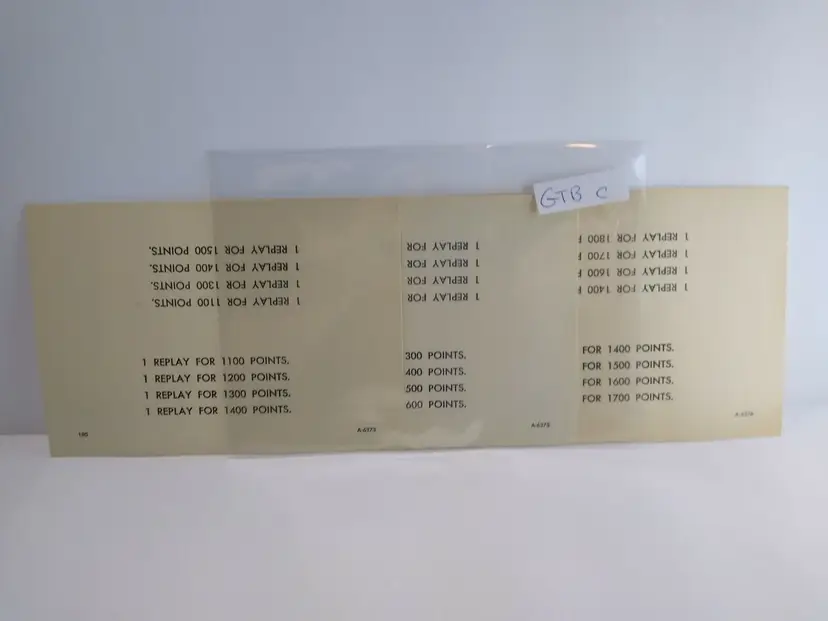 GTB C
1 REPLAY FOR 1500 POINTS.
1 REPLAY FOR 1400 POINTS.
1 REPLAY FOR 1300 POINTS.
1 REPLAY FOR 1100 POINTS.
1 REPLAY FOR 1100 POINTS.
1 REPLAY FOR 1200 POINTS.
1 REPLAY FOR 1300 POINTS.
1 REPLAY FOR 1400 POINTS.
1 REPLAY FOR
1 REPLAY FOR
1 REPLAY FOR
1 REPLAY FOR
300 POINTS.
400 POINTS.
500 POINTS.
600 POINTS.
A-6373
1 REPLAY FOR 1800
1 REPLAY FOR 1700
1 REPLAY FOR 1600
1 REPLAY FOR 1400
FOR 1400 POINTS.
FOR 1500 POINTS.
FOR 1600 POINTS.
FOR 1700 POINTS.
A-6375